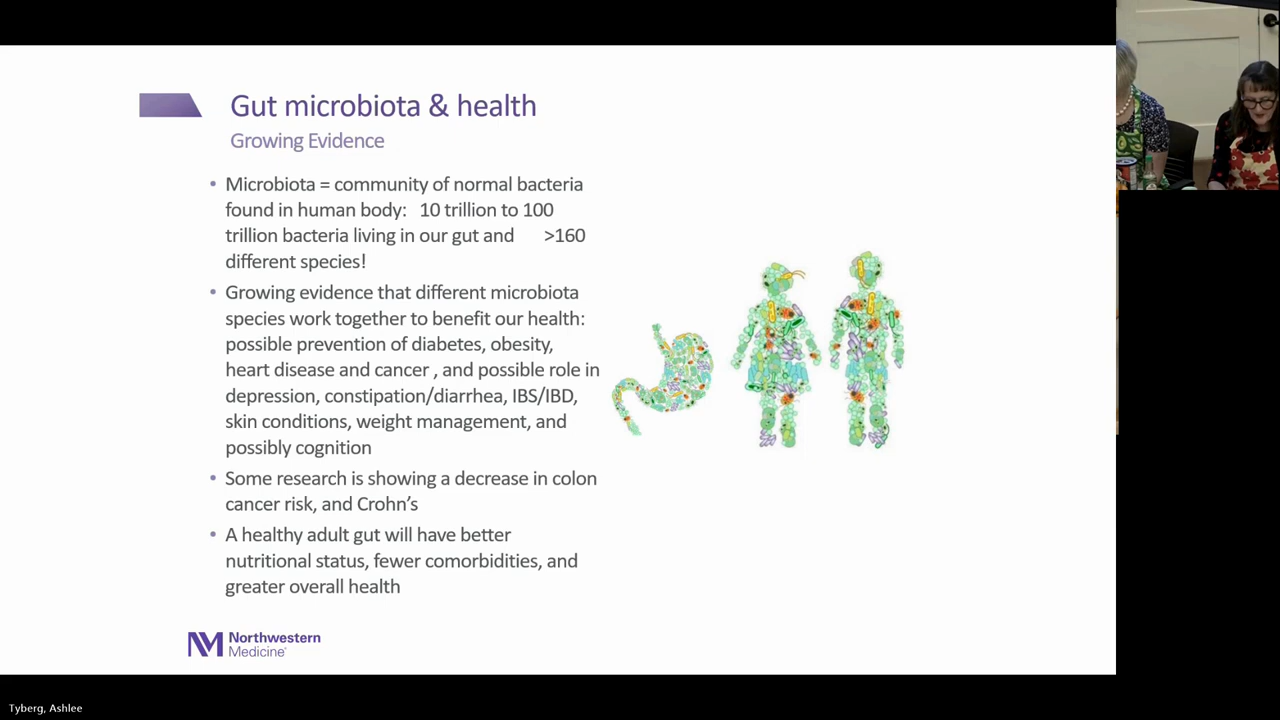 Gut microbiota & health
Growing Evidence
• Microbiota = community of normal bacteria
found in human body: 10 trillion to 100
trillion bacteria living in our gut and >160
different species!
• Growing evidence that different microbiota
species work together to benefit our health:
possible prevention of diabetes, obesity,
heart disease and cancer , and possible role in
depression, constipation/diarrhea, IBS/IBD,
skin conditions, weight management, and
possibly cognition
• Some research is showing a decrease in colon
cancer risk, and Crohn’s
• A healthy adult gut will have better
nutritional status, fewer comorbidities, and
greater overall health
NM Northwestern
Medicine®
Tyberg, Ashlee